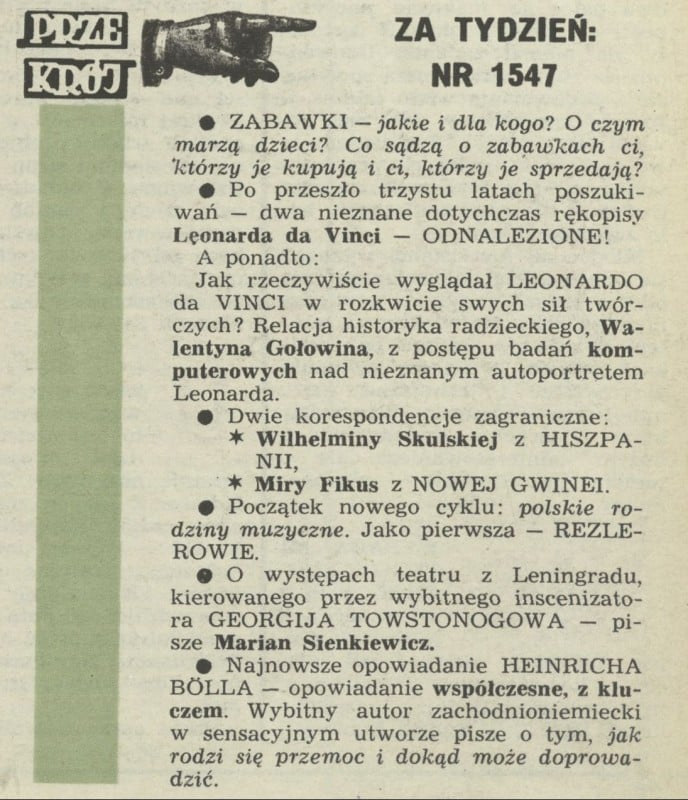 PRZE
KRÓJ
ZA TYDZIEŃ:
NR 1547
● ZABAWKI — jakie i dla kogo? O czym
marzą dzieci? Co sądzą o zabawkach ci,
którzy je kupują i ci, którzy je sprzedają?
● Po przeszło trzystu latach poszuki-
wań — dwa nieznane dotychczas rękopisy
Leonarda da Vinci — ODNALEZIONE!
A ponadto:
Jak rzeczywiście wyglądał LEONARDO
da VINCI w rozkwicie swych sił twór-
czych? Relacja historyka radzieckiego, Wa-
lentyna Gołowina, z postępu badań kom-
puterowych nad nieznanym autoportretem
Leonarda.
● Dwie korespondencje zagraniczne:
✶ Wilhelminy Skulskiej z HISZPA-
NII,
✶ Miry Fikus z NOWEJ GWINEI.
● Początek nowego cyklu: polskie ro-
dziny muzyczne. Jako pierwsza — REZLE-
ROWIE.
● O występach teatru z Leningradu,
kierowanego przez wybitnego inscenizato-
ra GEORGIJA TOWSTONOGOWA — pi-
sze Marian Sienkiewicz.
● Najnowsze opowiadanie HEINRICHA
BÖLLA — opowiadanie współczesne, z klu-
czem. Wybitny autor zachodnioniemiecki
w sensacyjnym utworze pisze o tym, jak
rodzi się przemoc i dokąd może doprowa-
dzić.